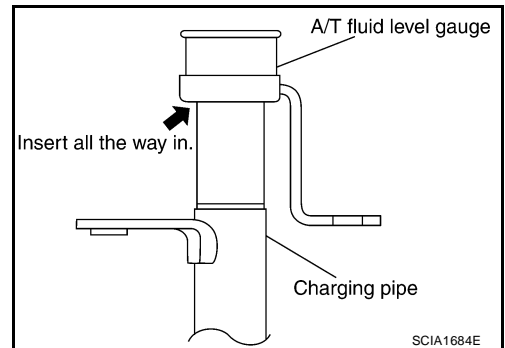 A/T fluid level gauge
Insert all the way in.
Charging pipe
SCIA1684E